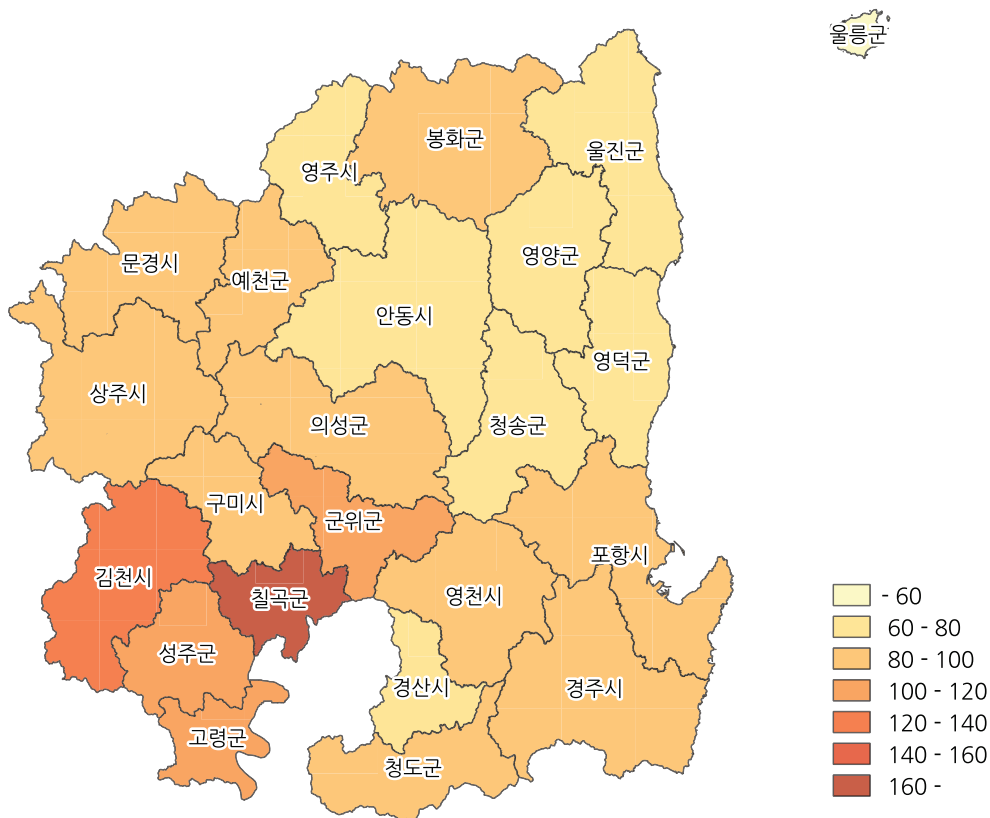 울릉군
봉화군
울진군
영주시
영양군
문경시
예천군
안동시
영덕군
상주시
의성군
청송군
구미시
군위군
포항시
김천시
칠곡군
영천시
성주군
경산시
경주시
고령군
청도군
- 60
60 - 80
80 - 100
100 - 120
120 - 140
140 - 160
160 -